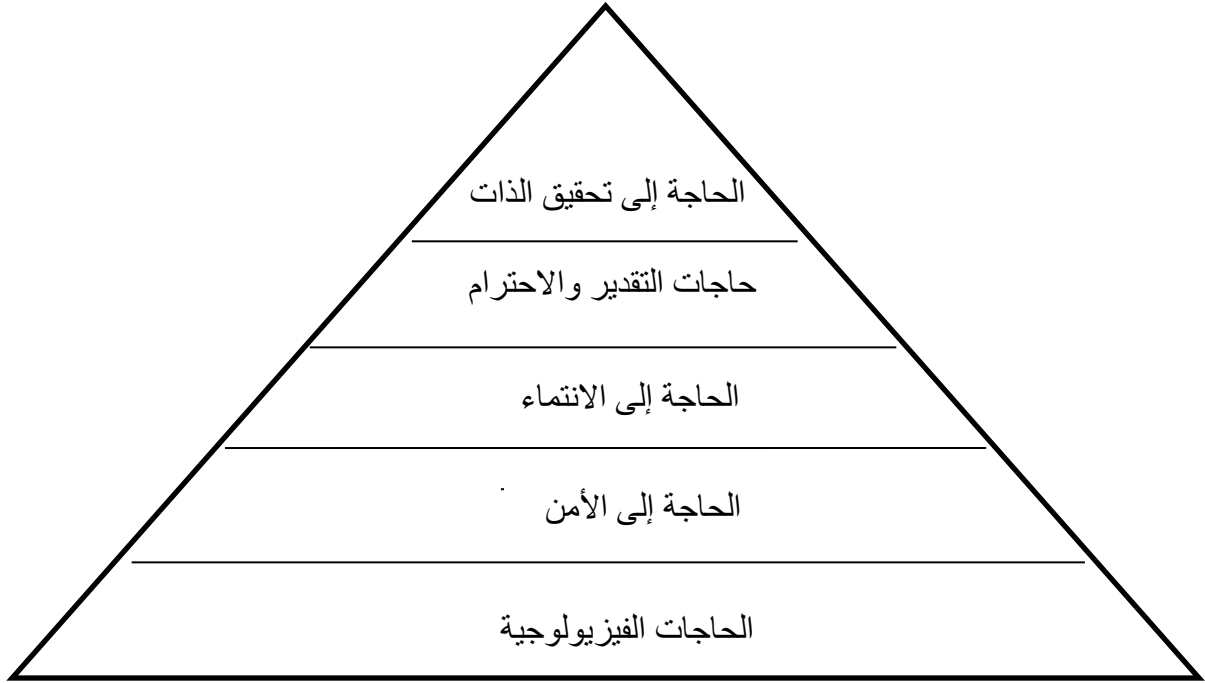 الحاجة إلى تحقيق الذات
حاجات التقدير والاحترام
الحاجة إلى الانتماء
الحاجة إلى الأمن
الحاجات الفيزيولوجية